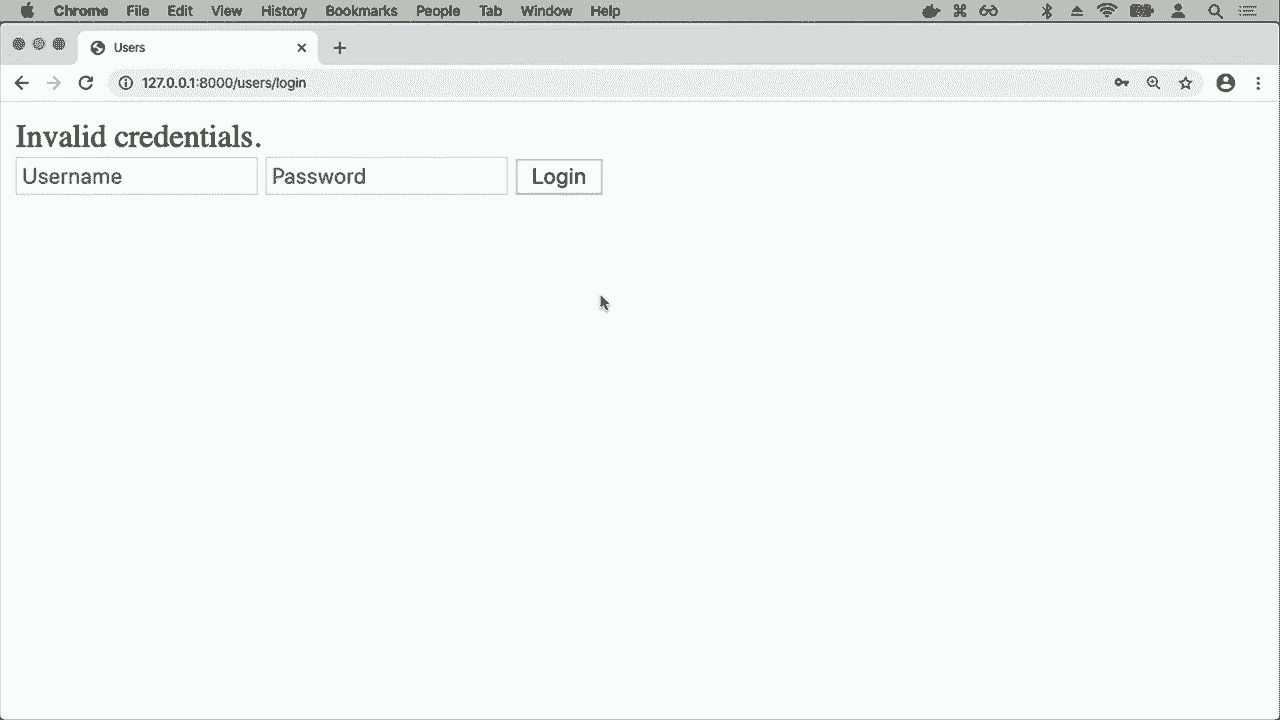 Chrome File Edit View History Bookmarks People Tab Window Help
Users
127.0.0.1:8000/users/login
Invalid credentials.
Username Password Login